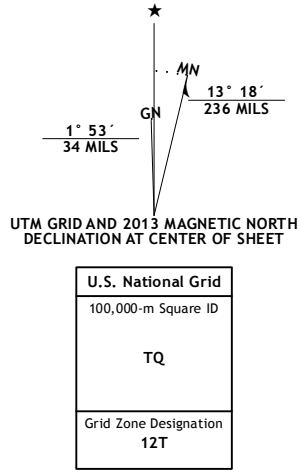 ★
MN
GN
13° 18´
236 MILS
1° 53´
34 MILS
UTM GRID AND 2013 MAGNETIC NORTH
DECLINATION AT CENTER OF SHEET
U.S. National Grid
100,000-m Square ID
TQ
Grid Zone Designation
12T